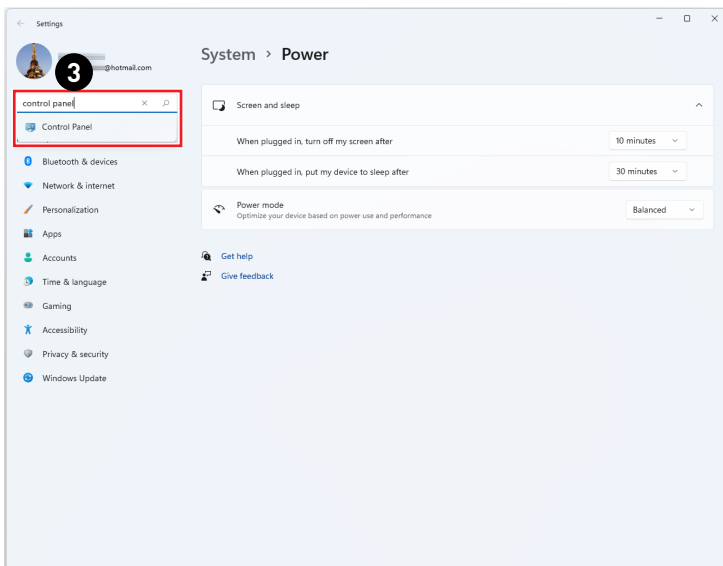 Settings
@hotmail.com
3
control panel
Control Panel
Bluetooth & devices
Network & internet
Personalization
Apps
Accounts
Time & language
Gaming
Accessibility
Privacy & security
Windows Update
System > Power
Screen and sleep
When plugged in, turn off my screen after 10 minutes
When plugged in, put my device to sleep after 30 minutes
Power mode
Optimize your device based on power use and performance
Balanced
Get help
Give feedback